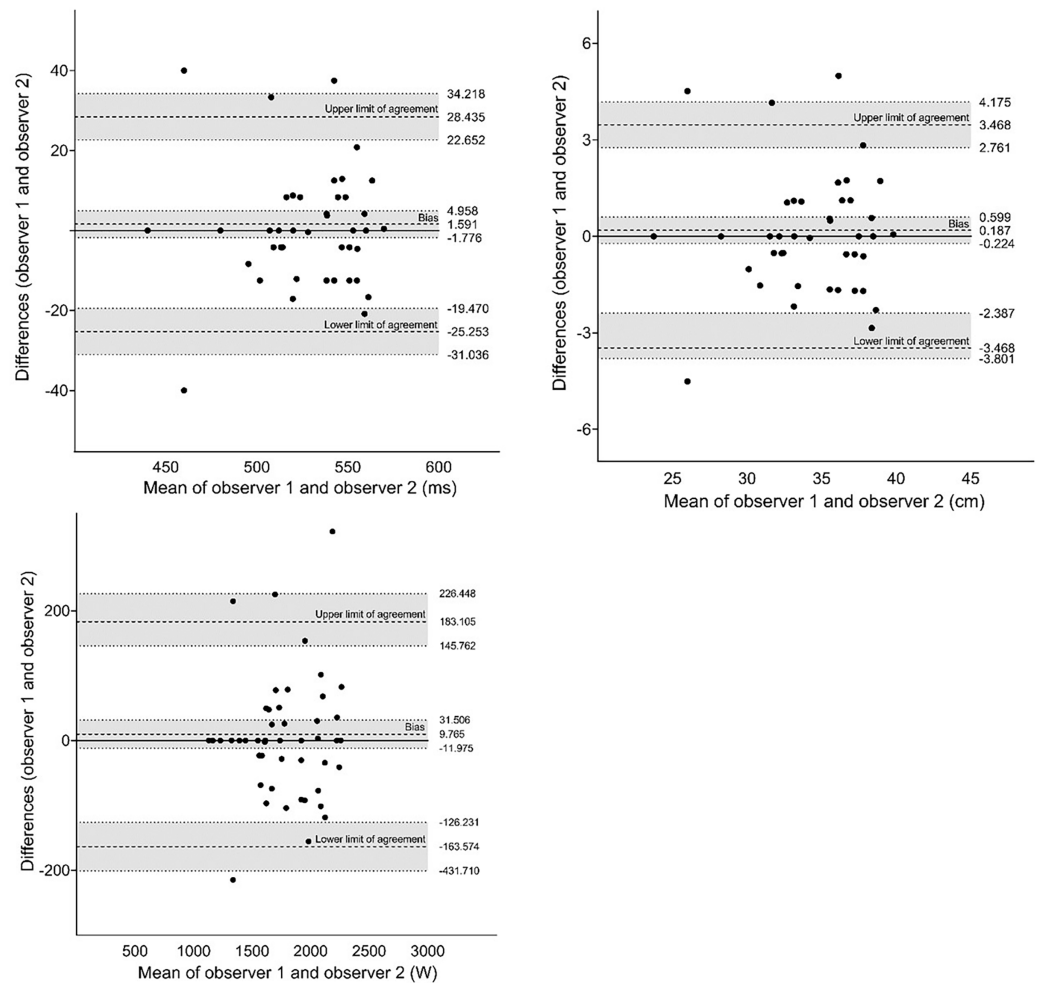 Differences (observer 1 and observer 2)
40
20
0
-20
-40
34.218
Upper limit of agreement
28.435
22.652
4.958
Bias
1.591
-1.776
-19.470
Lower limit of agreement
-25.253
-31.036
450 500 550 600
Mean of observer 1 and observer 2 (ms)
Differences (observer 1 and observer 2)
6
3
0
-3
-6
4.175
Upper limit of agreement
3.468
2.761
0.599
Bias
0.187
-0.224
-2.387
Lower limit of agreement
-3.468
-3.801
25 30 35 40 45
Mean of observer 1 and observer 2 (cm)
Differences (observer 1 and observer 2)
200
0
-200
226.448
Upper limit of agreement
183.105
145.762
31.506
Bias
9.765
-11.975
-126.231
Lower limit of agreement
-163.574
-431.710
500 1000 1500 2000 2500 3000
Mean of observer 1 and observer 2 (W)